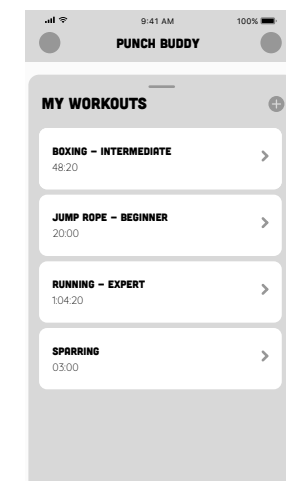 9:41 AM 100%
PUNCH BUDDY
MY WORKOUTS
BOXING – INTERMEDIATE
48:20
JUMP ROPE – BEGINNER
20:00
RUNNING – EXPERT
1:04:20
SPARRING
03:00